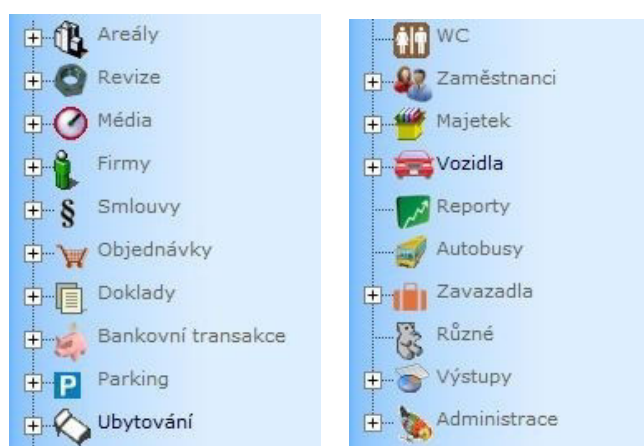 Areály
Revize
Média
Firmy
Smlouvy
Objednávky
Doklady
Bankovní transakce
Parking
Ubytování
WC
Zaměstnanci
Majetek
Vozidla
Reporty
Autobusy
Zavazadla
Různé
Výstupy
Administrace